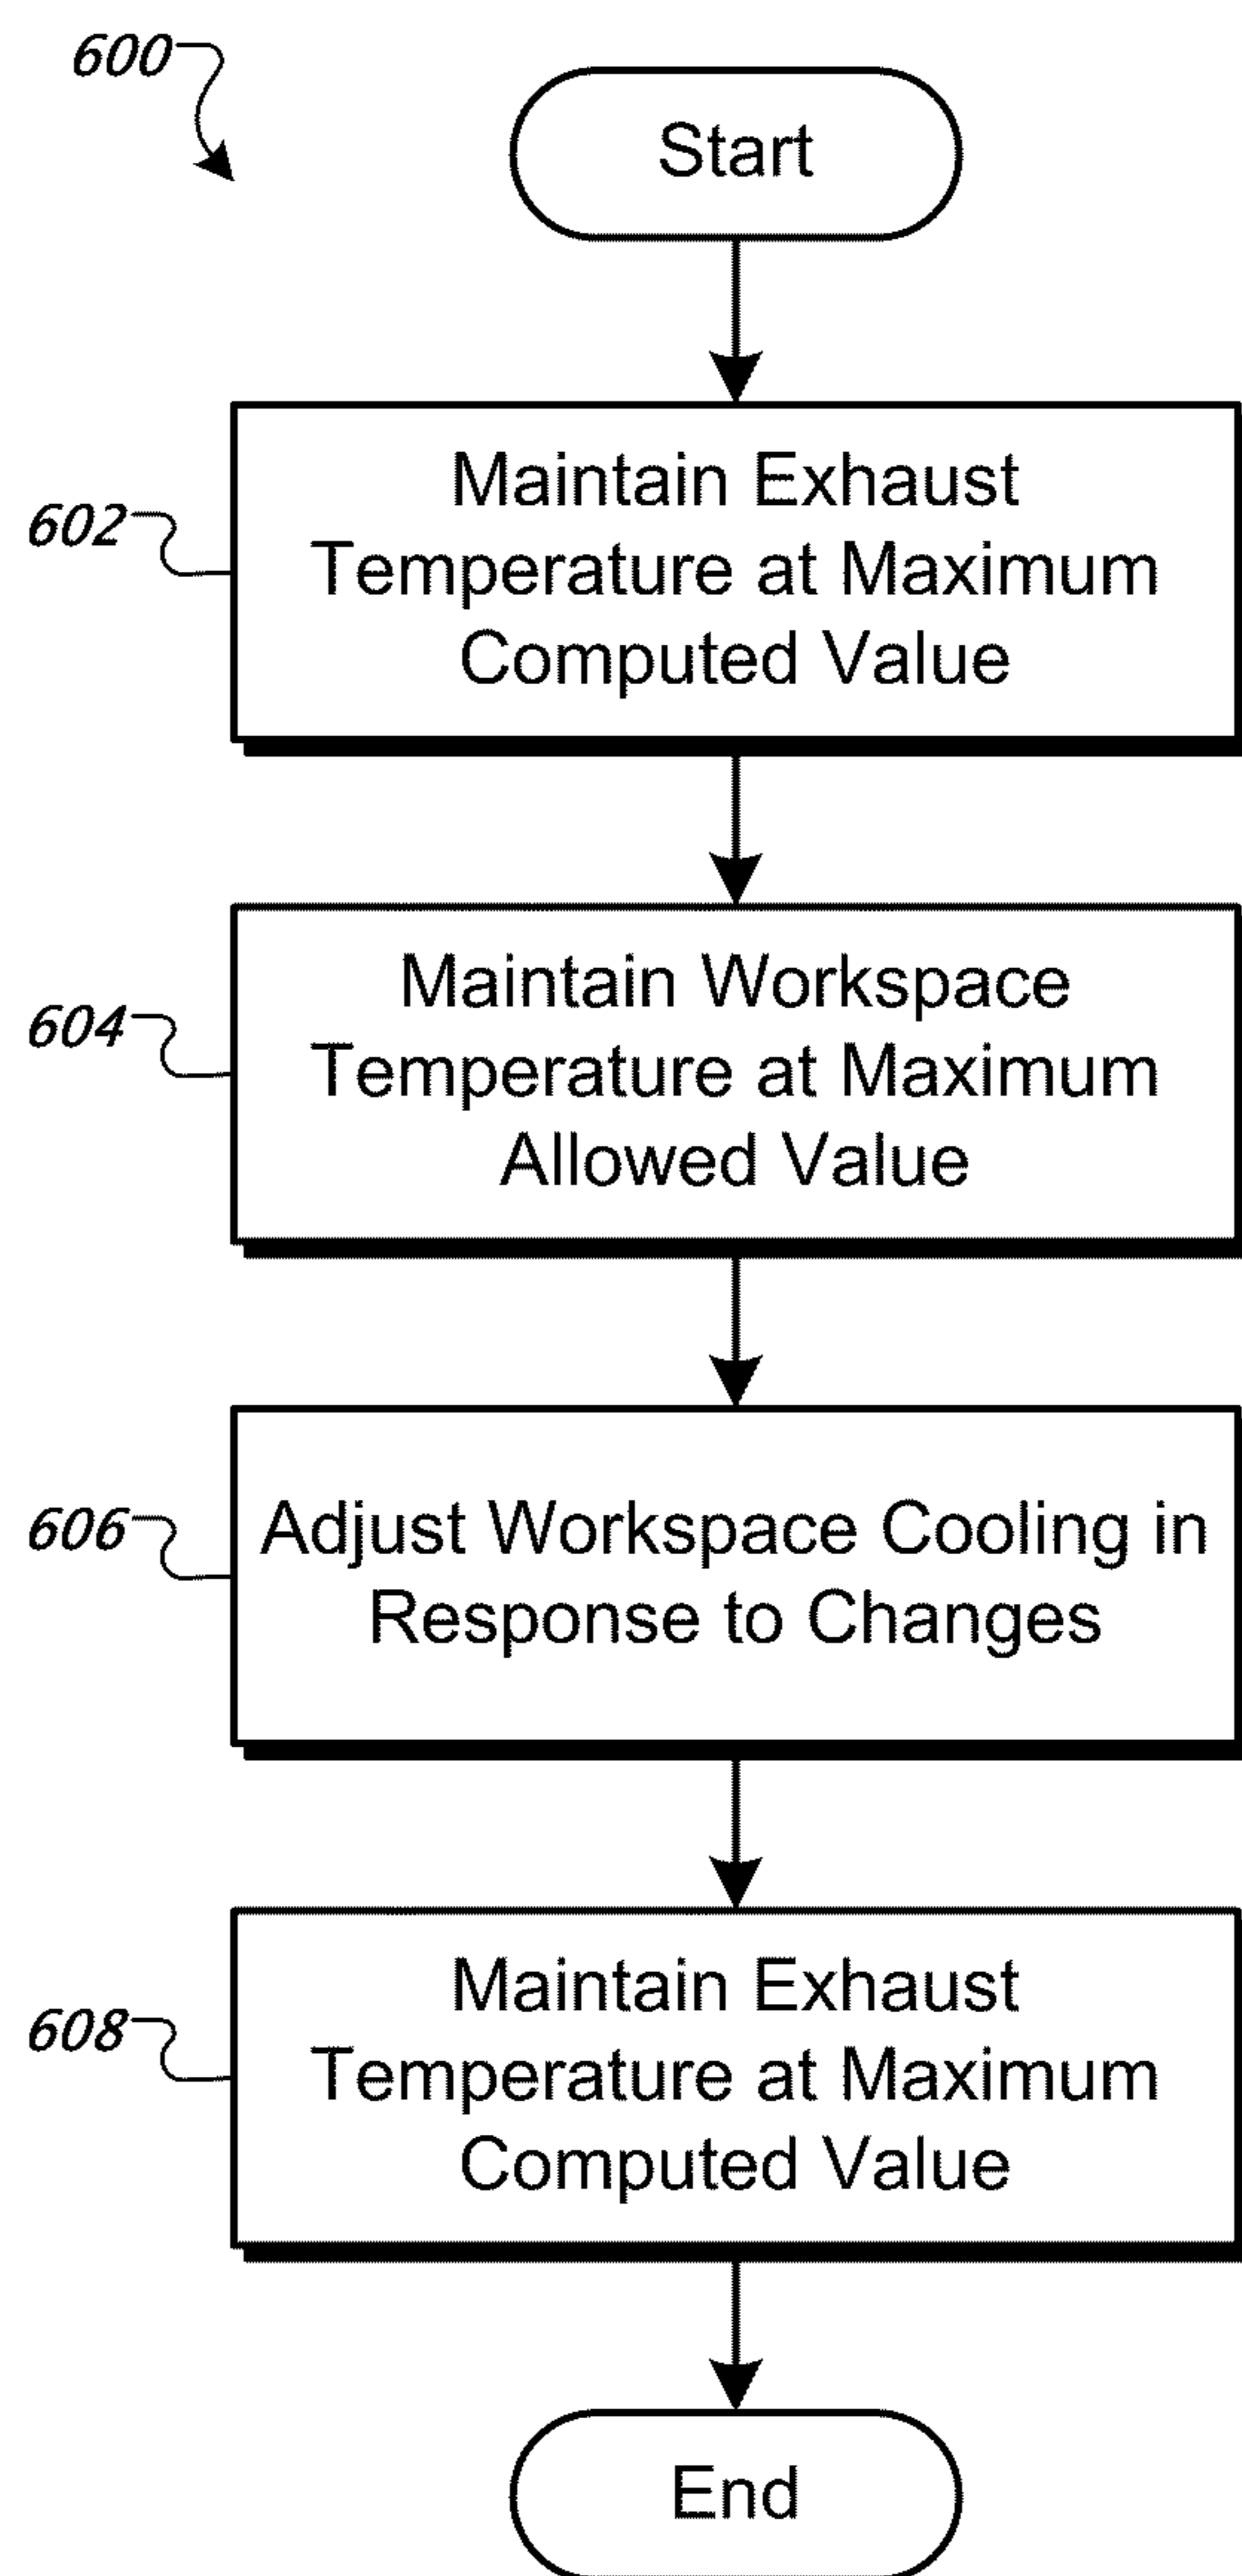 600
Start
602
Maintain Exhaust
Temperature at Maximum
Computed Value
604
Maintain Workspace
Temperature at Maximum
Allowed Value
606
Adjust Workspace Cooling in
Response to Changes
608
Maintain Exhaust
Temperature at Maximum
Computed Value
End